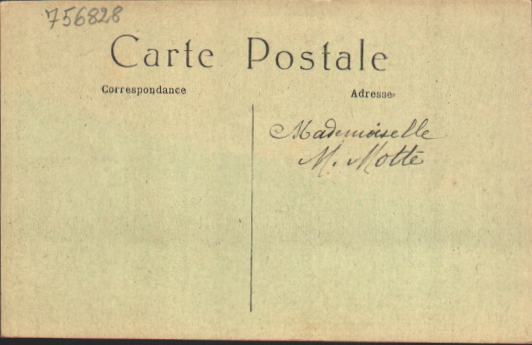 756828
Carte Postale
Correspondance
Adresse
Mademoiselle
M. Motte